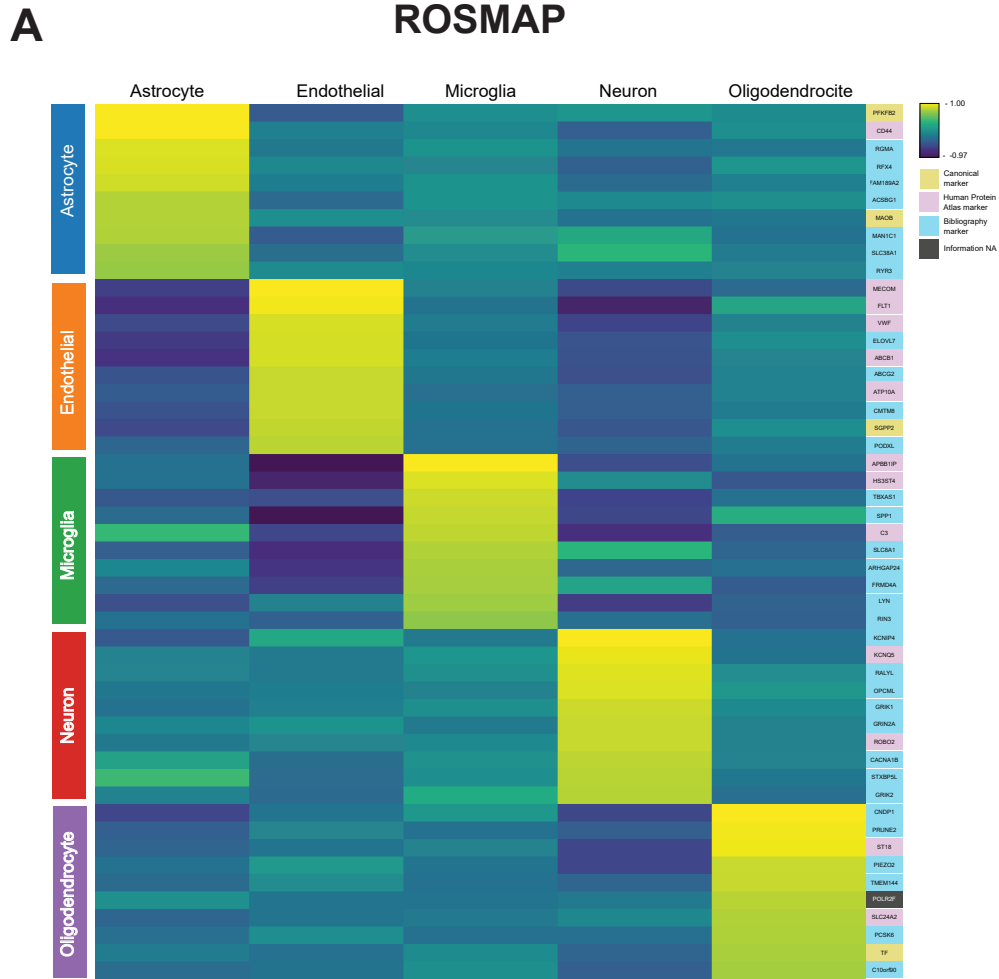 A
ROSMAP
Astrocyte
Endothelial
Microglia
Neuron
Oligodendrocite
Astrocyte
Endothelial
Microglia
Neuron
Oligodendrocyte
PFKFB2
CD44
RGMA
RFX4
FAM189A2
ACSBG1
MAOB
MAN1C1
SLC38A1
RYR3
MECOM
FLT1
VWF
ELOVL7
ABCB1
ABCG2
ATP10A
CMTM8
SGPP2
PODXL
APBB1IP
HS3ST4
TBXAS1
SPP1
C3
SLC8A1
ARHGAP24
FRMD4A
LYN
RIN3
KCNIP4
KCNQ5
RALYL
OPCML
GRIK1
GRIN2A
ROBO2
CACNA1B
STXBP5L
GRIK2
CNDP1
PRUNE2
ST18
PIEZO2
TMEM144
POLR2F
SLC24A2
PCSK6
TF
C10orf90
- 1.00
- -0.97
Canonical
marker
Human Protein
Atlas marker
Bibliography
marker
Information NA